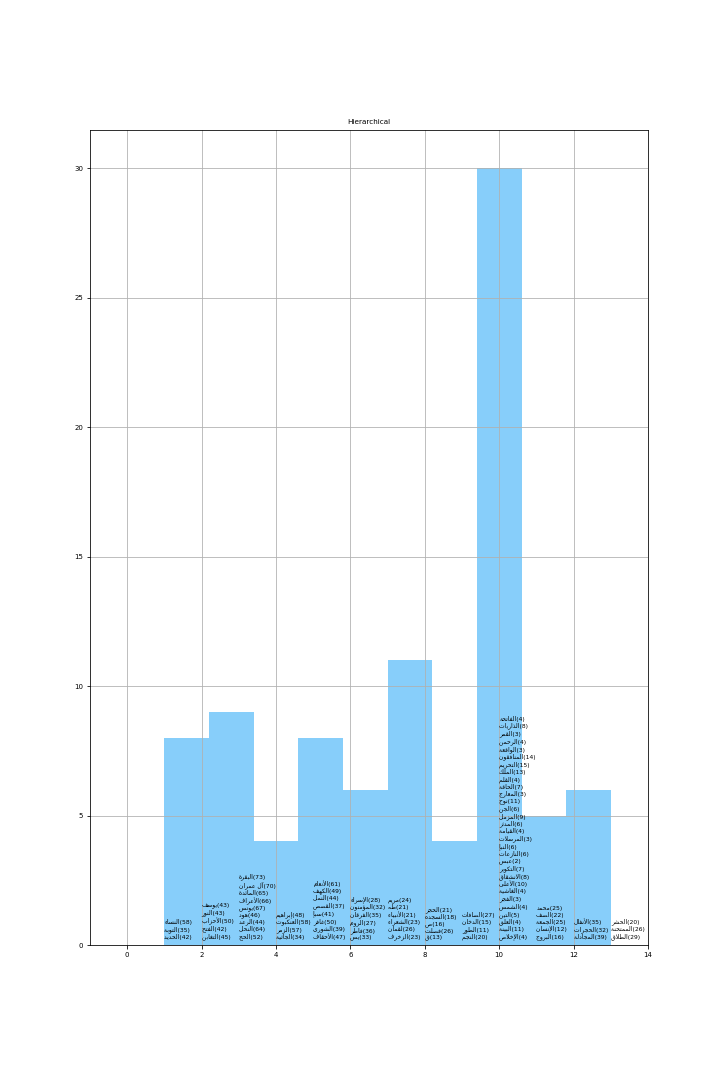 Hierarchical
30
25
20
15
10
5
0
0
2
4
6
8
10
12
14
النساء(58)
التوبة(35)
الحديد(42)
يوسف(43)
النور(43)
الأحزاب(50)
الفتح(42)
التغابن(45)
البقرة(73)
آل عمران(70)
المائدة(65)
الأعراف(66)
يونس(67)
هود(46)
الرعد(44)
النحل(64)
الحج(52)
إبراهيم(48)
العنكبوت(58)
الزمر(57)
الجاثية(34)
الأنعام(61)
الكهف(49)
النمل(44)
القصص(37)
سبإ(41)
غافر(50)
الشورى(39)
الأحقاف(47)
الإسراء(28)
المؤمنون(32)
الفرقان(35)
الروم(27)
فاطر(36)
يس(33)
مريم(24)
طه(21)
الأنبياء(21)
الشعراء(23)
لقمان(26)
الزخرف(23)
الحجر(21)
السجدة(18)
ص(16)
فصلت(26)
ق(13)
الصافات(27)
الدخان(15)
الطور(11)
النجم(20)
الفاتحة(4)
الذاريات(8)
القمر(3)
الرحمن(4)
الواقعة(3)
المنافقون(14)
التحريم(15)
الملك(13)
القلم(4)
الحاقة(7)
المعارج(3)
نوح(11)
الجن(6)
المزمل(9)
المدثر(6)
القيامة(4)
المرسلات(3)
النبإ(6)
النازعات(6)
عبس(2)
التكوير(7)
الانشقاق(8)
الأعلى(10)
الغاشية(4)
الفجر(3)
الشمس(4)
التين(5)
العلق(4)
البينة(11)
الإخلاص(4)
محمد(25)
الصف(22)
الجمعة(25)
الإنسان(12)
البروج(16)
الأنفال(35)
الحجرات(32)
المجادلة(39)
الحشر(20)
الممتحنة(26)
الطلاق(29)